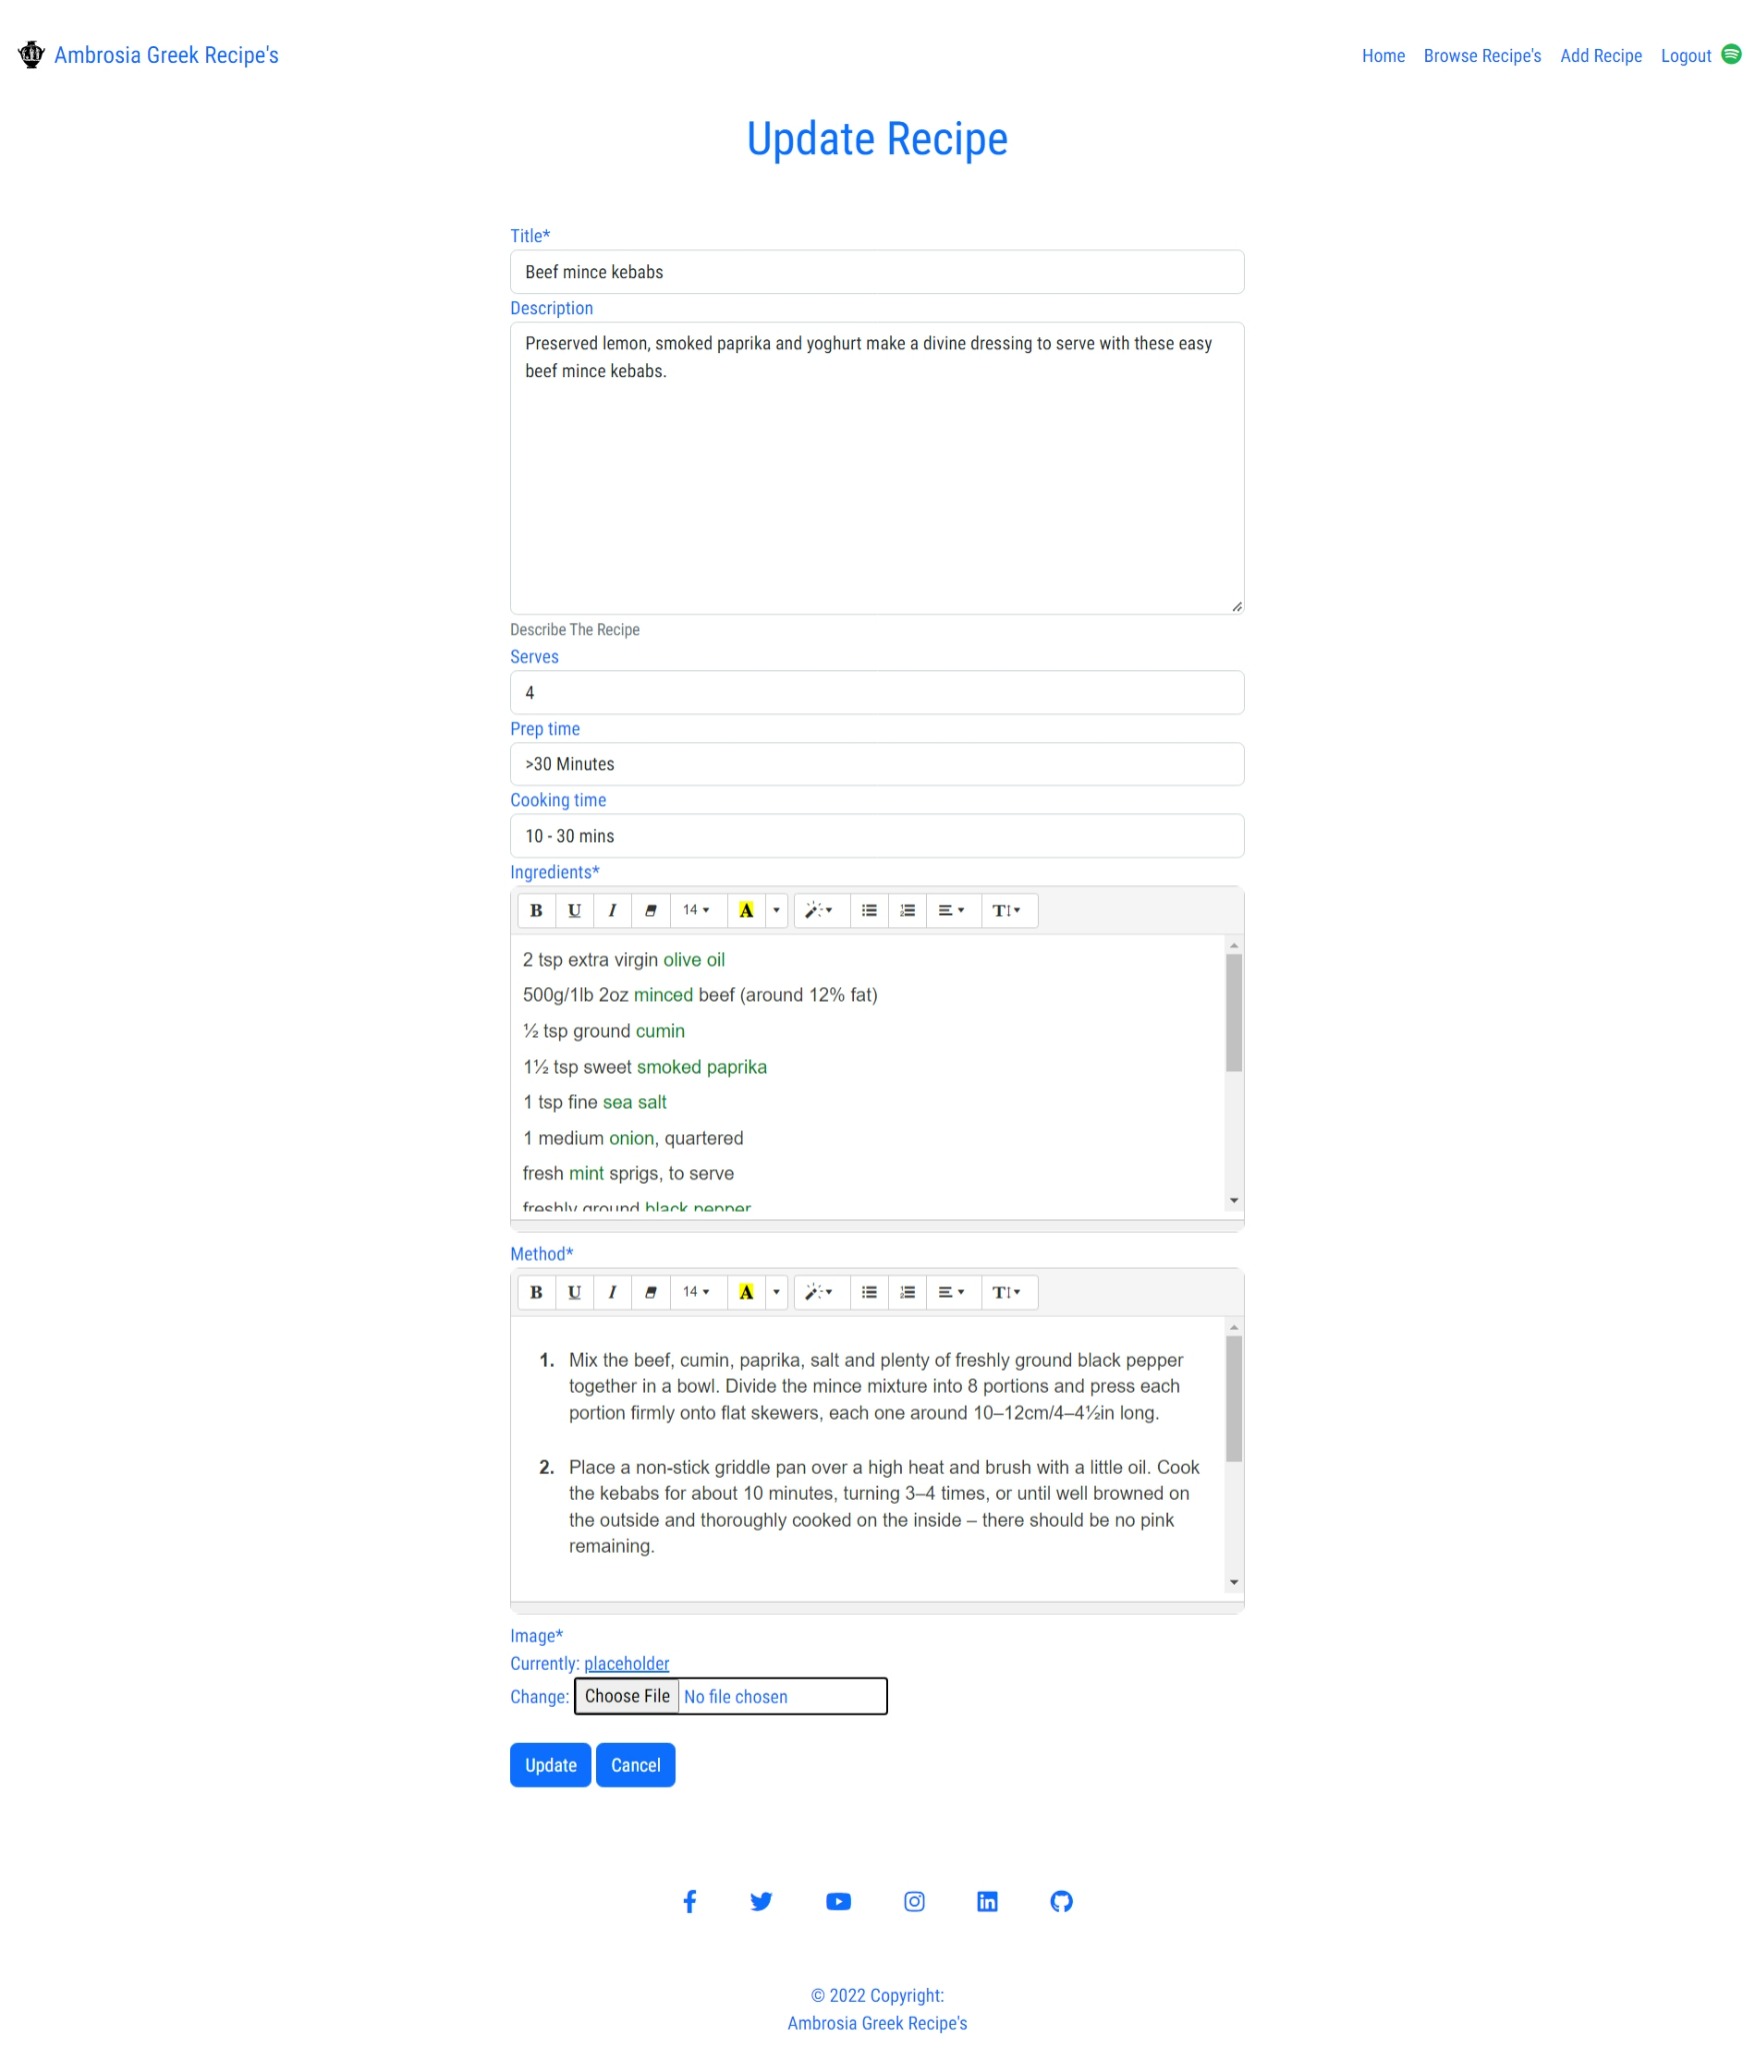 Ambrosia Greek Recipe's
Home Browse Recipe's Add Recipe Logout
Update Recipe
Title*
Beef mince kebabs
Description
Preserved lemon, smoked paprika and yoghurt make a divine dressing to serve with these easy
beef mince kebabs.
Describe The Recipe
Serves
4
Prep time
>30 Minutes
Cooking time
10 - 30 mins
Ingredients*
B U I 14 A T
2 tsp extra virgin olive oil
500g/1lb 2oz minced beef (around 12% fat)
½ tsp ground cumin
1½ tsp sweet smoked paprika
1 tsp fine sea salt
1 medium onion, quartered
fresh mint sprigs, to serve
freshly ground black pepper
Method*
B U I 14 A T
1. Mix the beef, cumin, paprika, salt and plenty of freshly ground black pepper
together in a bowl. Divide the mince mixture into 8 portions and press each
portion firmly onto flat skewers, each one around 10–12cm/4–4½in long.
2. Place a non-stick griddle pan over a high heat and brush with a little oil. Cook
the kebabs for about 10 minutes, turning 3–4 times, or until well browned on
the outside and thoroughly cooked on the inside – there should be no pink
remaining.
Image*
Currently: placeholder
Change: Choose File No file chosen
Update Cancel
© 2022 Copyright:
Ambrosia Greek Recipe's